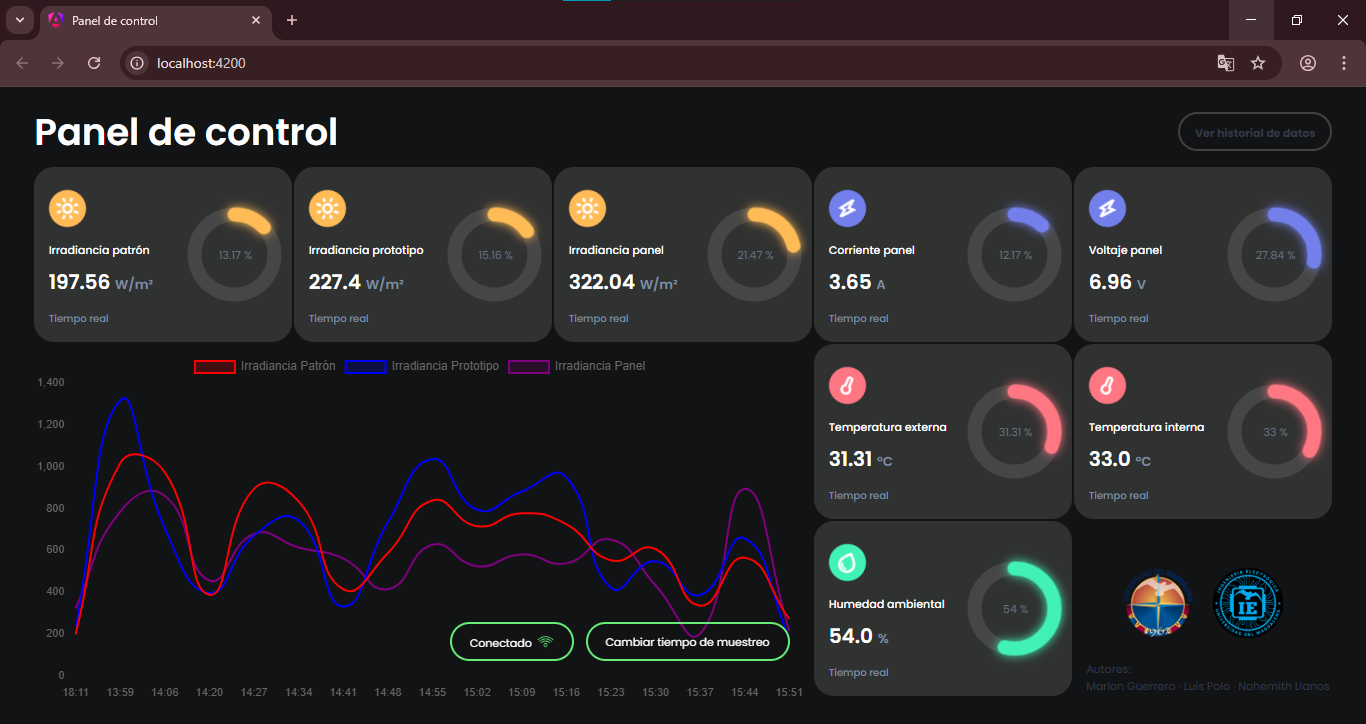 Panel de control
localhost:4200
Panel de control
Ver historial de datos
Irradiancia patrón
197.56 W/m²
Tiempo real
13.17 %
Irradiancia prototipo
227.4 W/m²
Tiempo real
15.16 %
Irradiancia panel
322.04 W/m²
Tiempo real
21.47 %
Corriente panel
3.65 A
Tiempo real
12.17 %
Voltaje panel
6.96 V
Tiempo real
27.84 %
Irradiancia Patrón Irradiancia Prototipo Irradiancia Panel
1,400
1,200
1,000
800
600
400
200
0
18:11 13:59 14:06 14:20 14:27 14:34 14:41 14:48 14:55 15:02 15:09 15:16 15:23 15:30 15:37 15:44 15:51
Conectado
Cambiar tiempo de muestreo
Temperatura externa
31.31 °C
Tiempo real
31.31 %
Temperatura interna
33.0 °C
Tiempo real
33 %
Humedad ambiental
54.0 %
Tiempo real
54 %
1962
INGENIERÍA ELECTRÓNICA
IE
UNIVERSIDAD DEL MAGDALENA
Autores:
Marlon Guerrero · Luis Polo · Nohemith Llanos